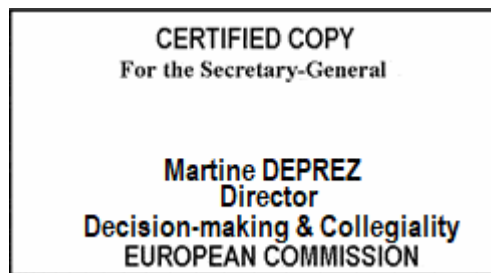 CERTIFIED COPY
For the Secretary-General
Martine DEPREZ
Director
Decision-making & Collegiality
EUROPEAN COMMISSION